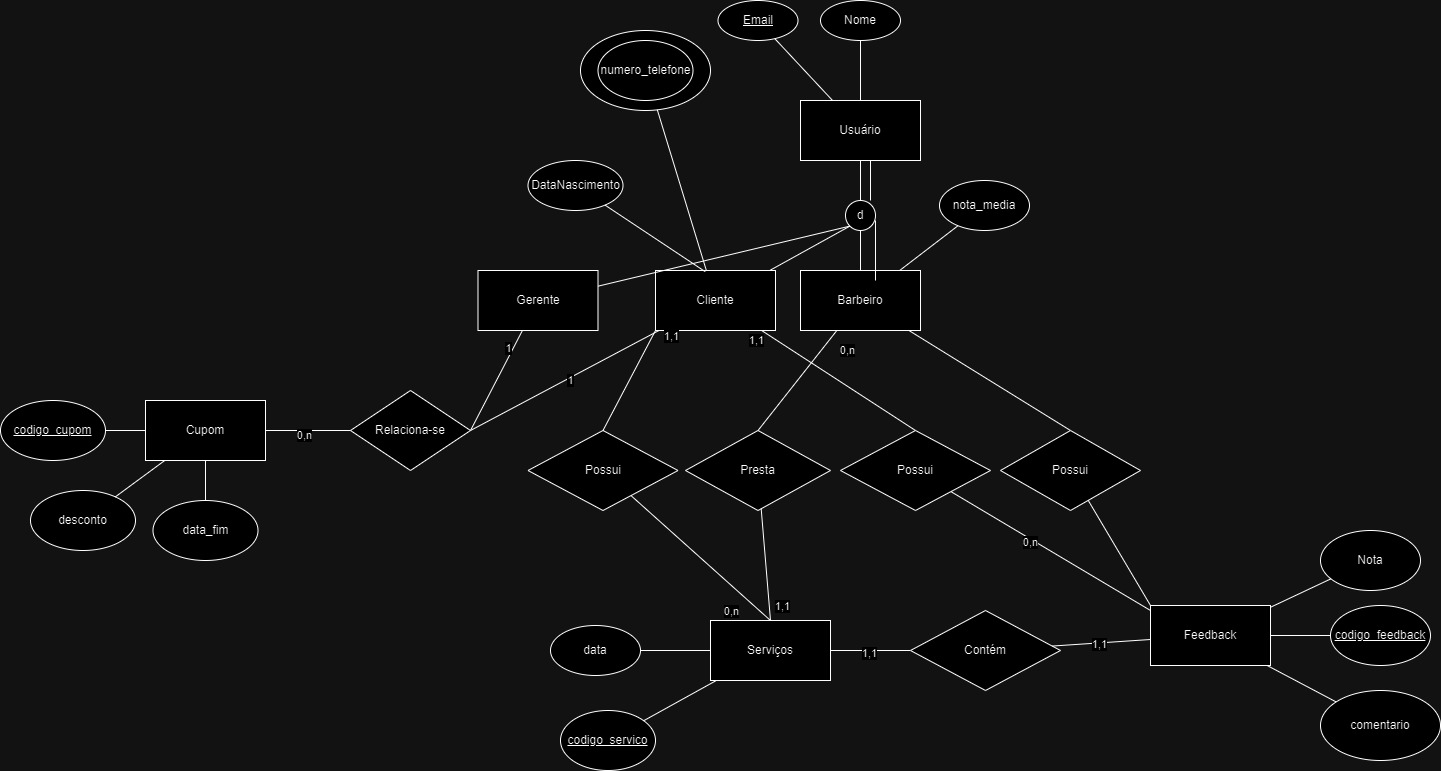 Email
Nome
numero_telefone
Usuário
DataNascimento
nota_media
d
Gerente
Cliente
Barbeiro
1
1,1
1,1
0,n
1
codigo_cupom
Cupom
0,n
Relaciona-se
Possui
Presta
Possui
Possui
desconto
data_fim
0,n
Nota
0,n
1,1
data
Serviços
1,1
Contém
1,1
Feedback
codigo_feedback
codigo_servico
comentario